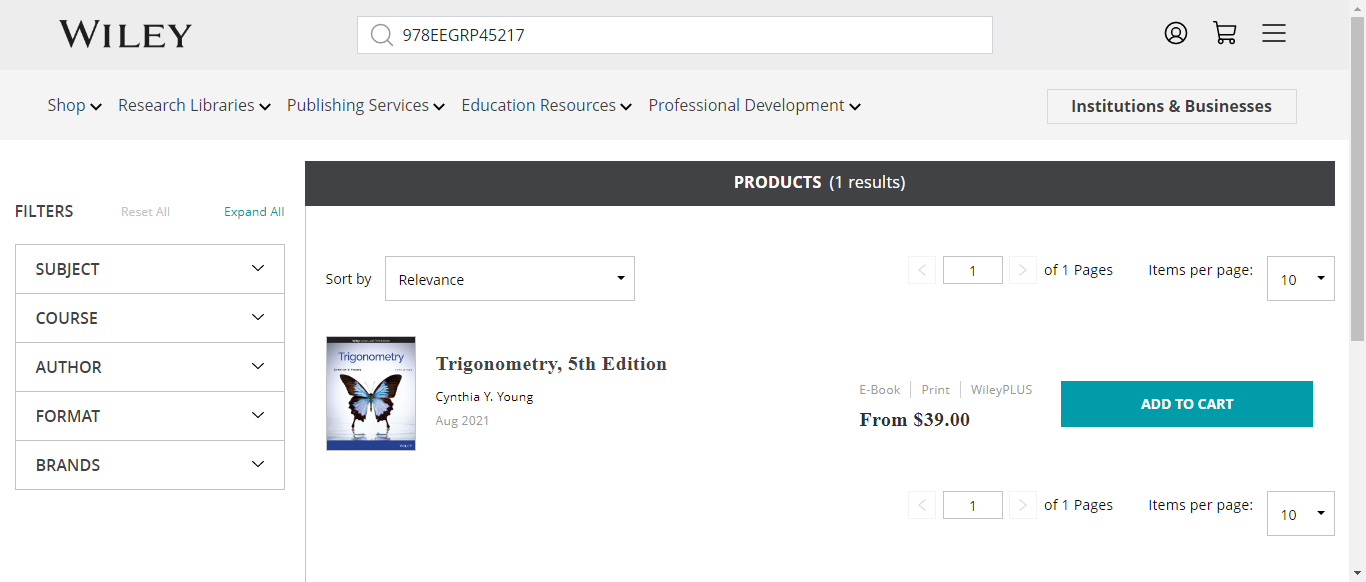 WILEY
978EEGRP45217
Shop
Research Libraries
Publishing Services
Education Resources
Professional Development
Institutions & Businesses
PRODUCTS (1 results)
FILTERS
Reset All
Expand All
SUBJECT
COURSE
AUTHOR
FORMAT
BRANDS
Sort by
Relevance
1
of 1 Pages
Items per page:
10
Trigonometry
WILEY
Trigonometry, 5th Edition
Cynthia Y. Young
Aug 2021
E-Book
Print
WileyPLUS
From $39.00
ADD TO CART
1
of 1 Pages
Items per page:
10